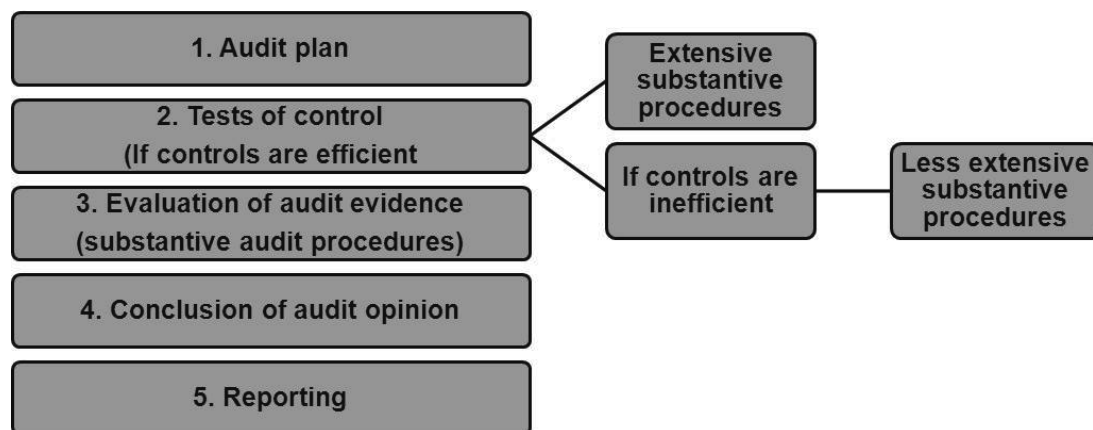 1. Audit plan
2. Tests of control
(If controls are efficient
3. Evaluation of audit evidence
(substantive audit procedures)
4. Conclusion of audit opinion
5. Reporting
Extensive
substantive
procedures
If controls are
inefficient
Less extensive
substantive
procedures